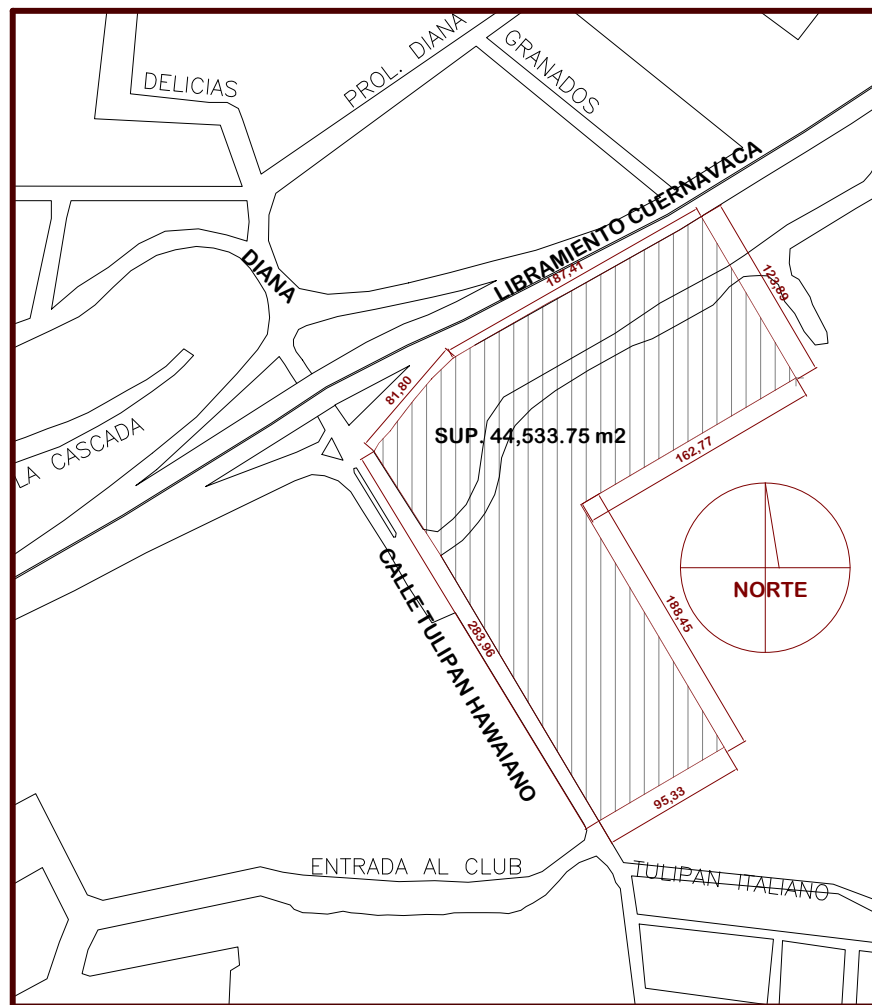 DELICIAS
PROL. DIANA
GRANADOS
DIANA
LIBRAMIENTO CUERNAVACA
187,41
123,89
81,80
LA CASCADA
SUP. 44,533.75 m2
162,77
NORTE
CALLE TULIPAN HAWAIANO
283,96
188,45
95,33
ENTRADA AL CLUB
TULIPAN ITALIANO